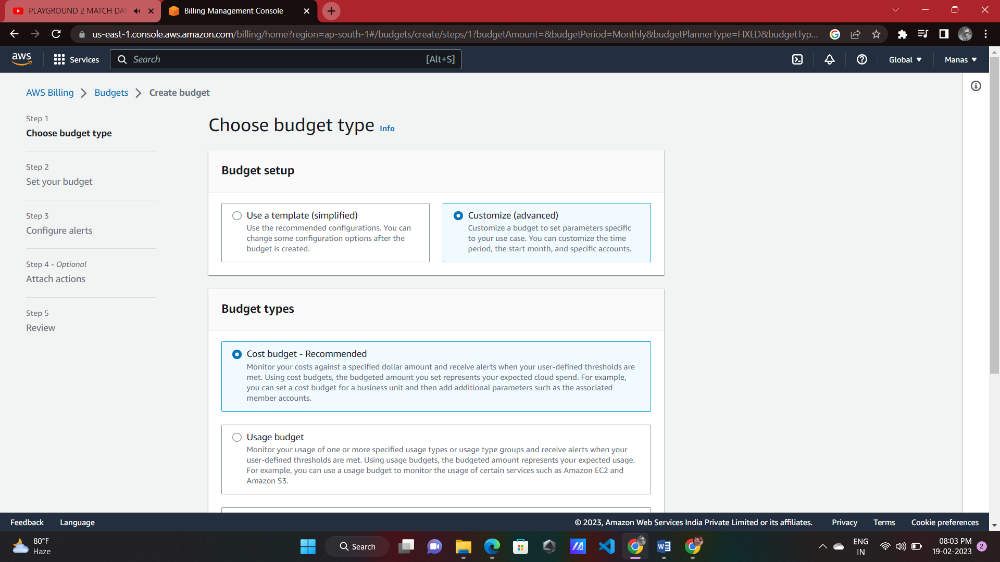 PLAYGROUND 2 MATCH DAY
Billing Management Console
us-east-1.console.aws.amazon.com/billing/home?region=ap-south-1#/budgets/create/steps/1?budgetAmount=&budgetPeriod=Monthly&budgetPlannerType=FIXED&budgetTyp...
aws
Services
Search
[Alt+S]
Global
Manas
AWS Billing
Budgets
Create budget
Step 1
Choose budget type
Step 2
Set your budget
Step 3
Configure alerts
Step 4 - Optional
Attach actions
Step 5
Review
Choose budget type Info
Budget setup
Use a template (simplified)
Use the recommended configurations. You can
change some configuration options after the
budget is created.
Customize (advanced)
Customize a budget to set parameters specific
to your use case. You can customize the time
period, the start month, and specific accounts.
Budget types
Cost budget - Recommended
Monitor your costs against a specified dollar amount and receive alerts when your user-defined thresholds are
met. Using cost budgets, the budgeted amount you set represents your expected cloud spend. For example,
you can set a cost budget for a business unit and then add additional parameters such as the associated
member accounts.
Usage budget
Monitor your usage of one or more specified usage types or usage type groups and receive alerts when your
user-defined thresholds are met. Using usage budgets, the budgeted amount represents your expected usage.
For example, you can use a usage budget to monitor the usage of certain services such as Amazon EC2 and
Amazon S3.
Feedback
Language
© 2023, Amazon Web Services India Private Limited or its affiliates.
Privacy
Terms
Cookie preferences
80°F
Haze
Search
ENG
IN
08:03 PM
19-02-2023
2